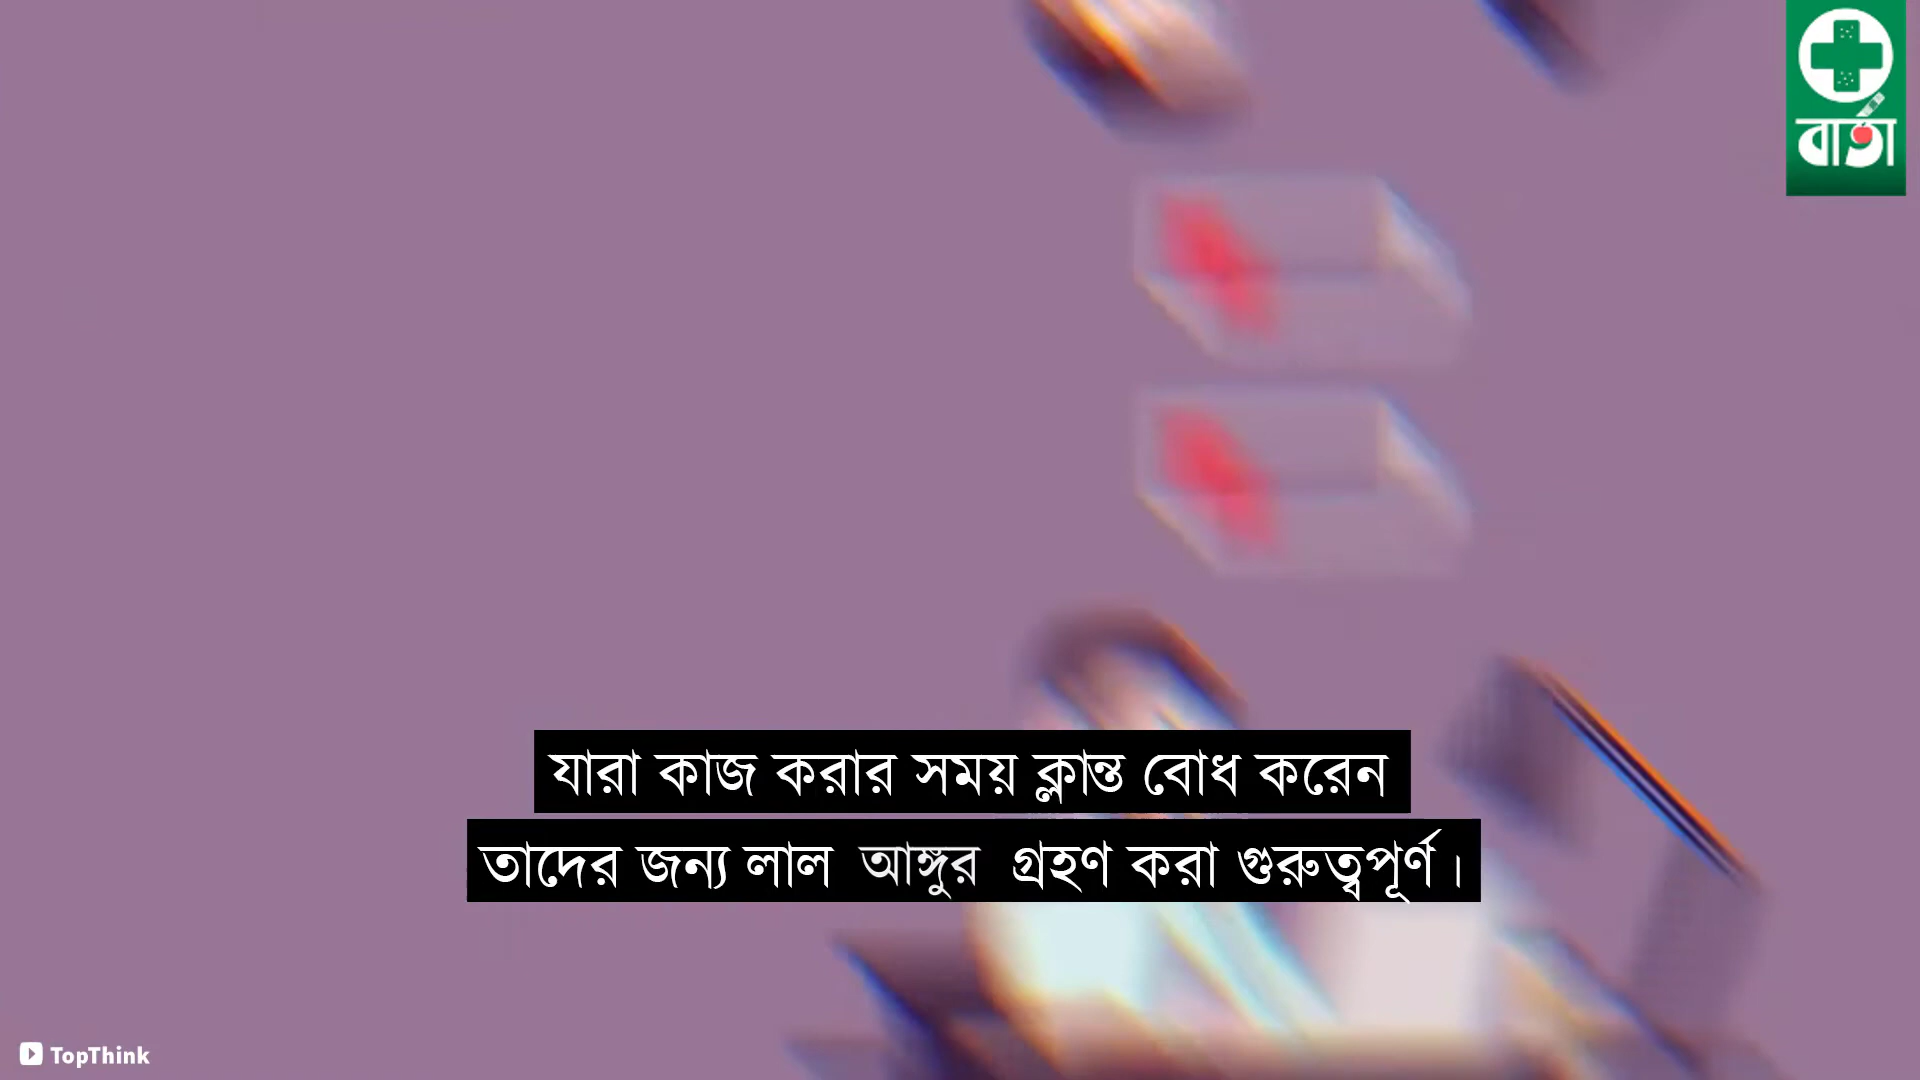 বার্তা
যারা কাজ করার সময় ক্লান্ত বোধ করেন
তাদের জন্য লাল আঙ্গুর গ্রহণ করা গুরুত্বপূর্ণ।
TopThink